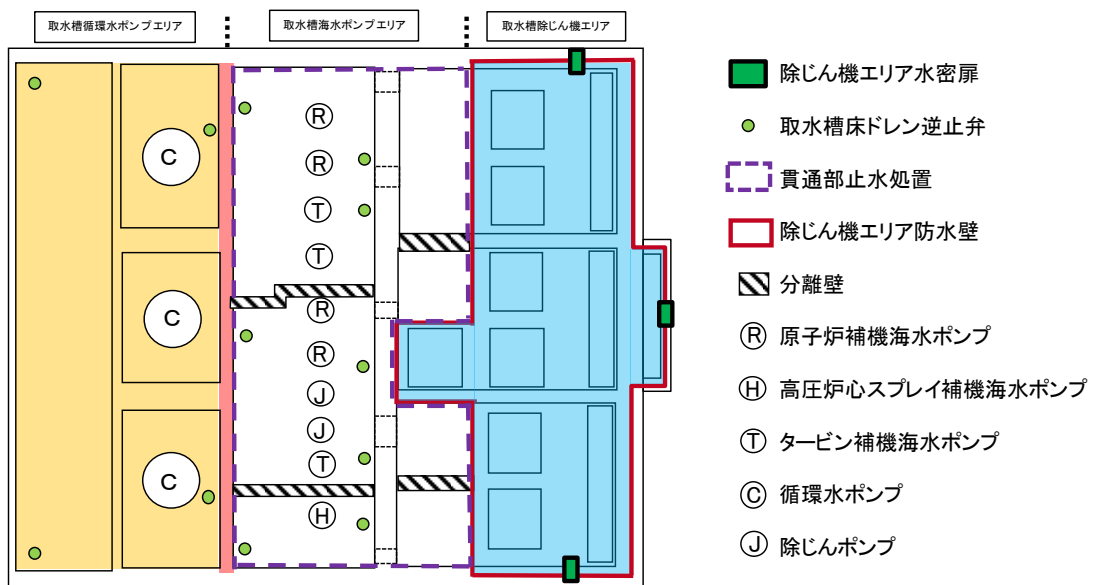 取水槽循環水ポンプエリア
取水槽海水ポンプエリア
取水槽除じん機エリア
C
C
C
R
R
T
T
R
R
J
J
T
H
除じん機エリア水密扉
取水槽床ドレン逆止弁
貫通部止水処置
除じん機エリア防水壁
分離壁
R 原子炉補機海水ポンプ
H 高圧炉心スプレイ補機海水ポンプ
T タービン補機海水ポンプ
C 循環水ポンプ
J 除じんポンプ